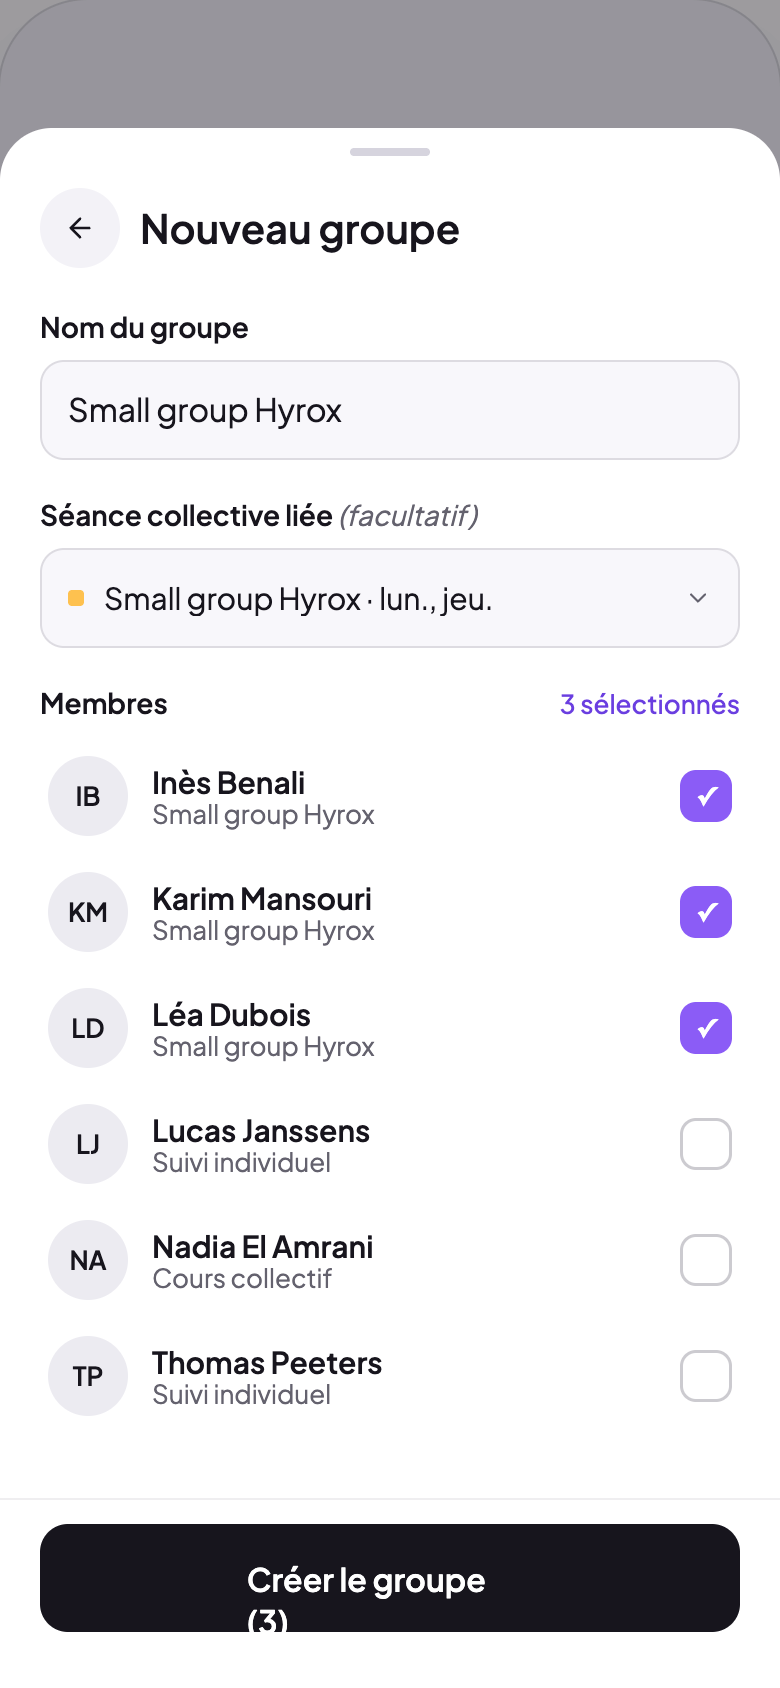 Nouveau groupe
Nom du groupe
Small group Hyrox
Séance collective liée (facultatif)
Small group Hyrox · lun., jeu.
Membres 3 sélectionnés
IB Inès Benali
Small group Hyrox
KM Karim Mansouri
Small group Hyrox
LD Léa Dubois
Small group Hyrox
LJ Lucas Janssens
Suivi individuel
NA Nadia El Amrani
Cours collectif
TP Thomas Peeters
Suivi individuel
Créer le groupe
(3)